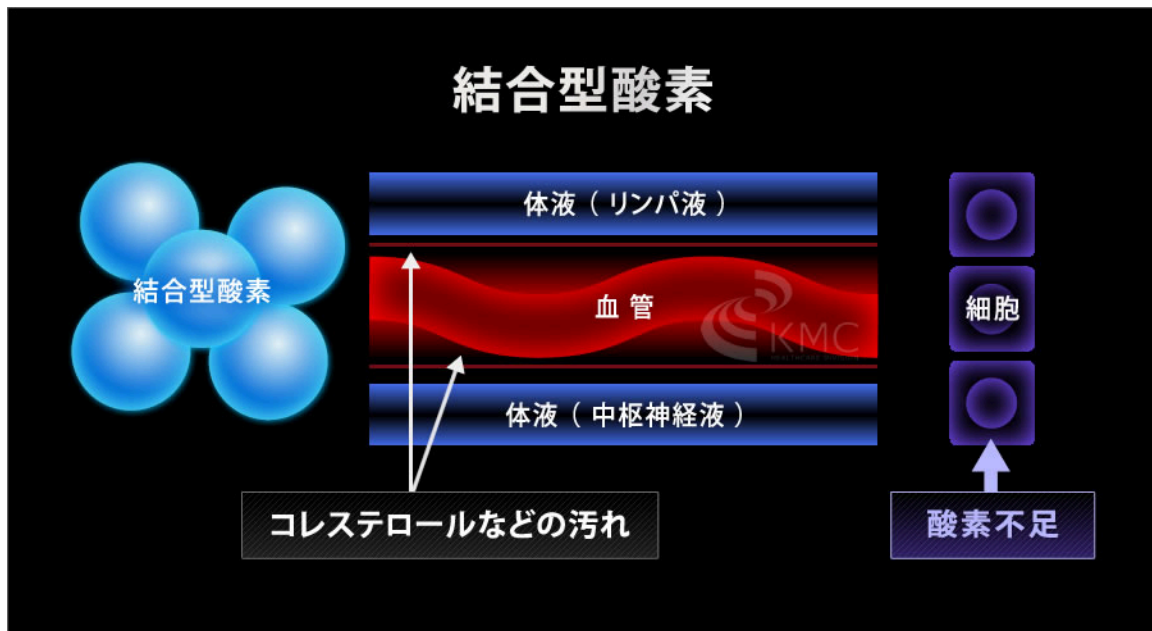 結合型酸素
結合型酸素
体液（リンパ液）
血管
KMC
細胞
体液（中枢神経液）
コレステロールなどの汚れ
酸素不足